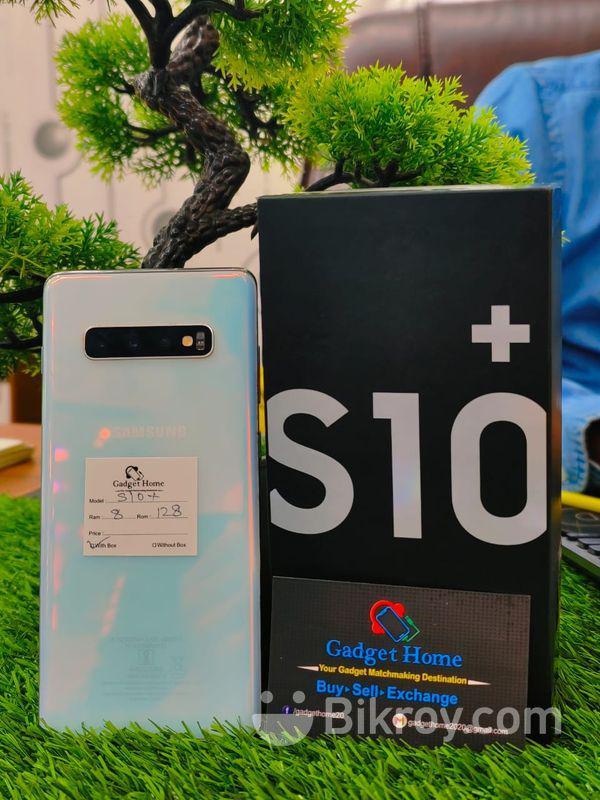 SAMSUNG
Gadget Home
Model: S10+
Ram: 8 Rom: 128
Price:
With Box Without Box
+
S10
Gadget Home
Your Gadget Matchmaking Destination
Buy Sell Exchange
/gadgethome20
gadgethome2020@gmail.com
Bikroy.com